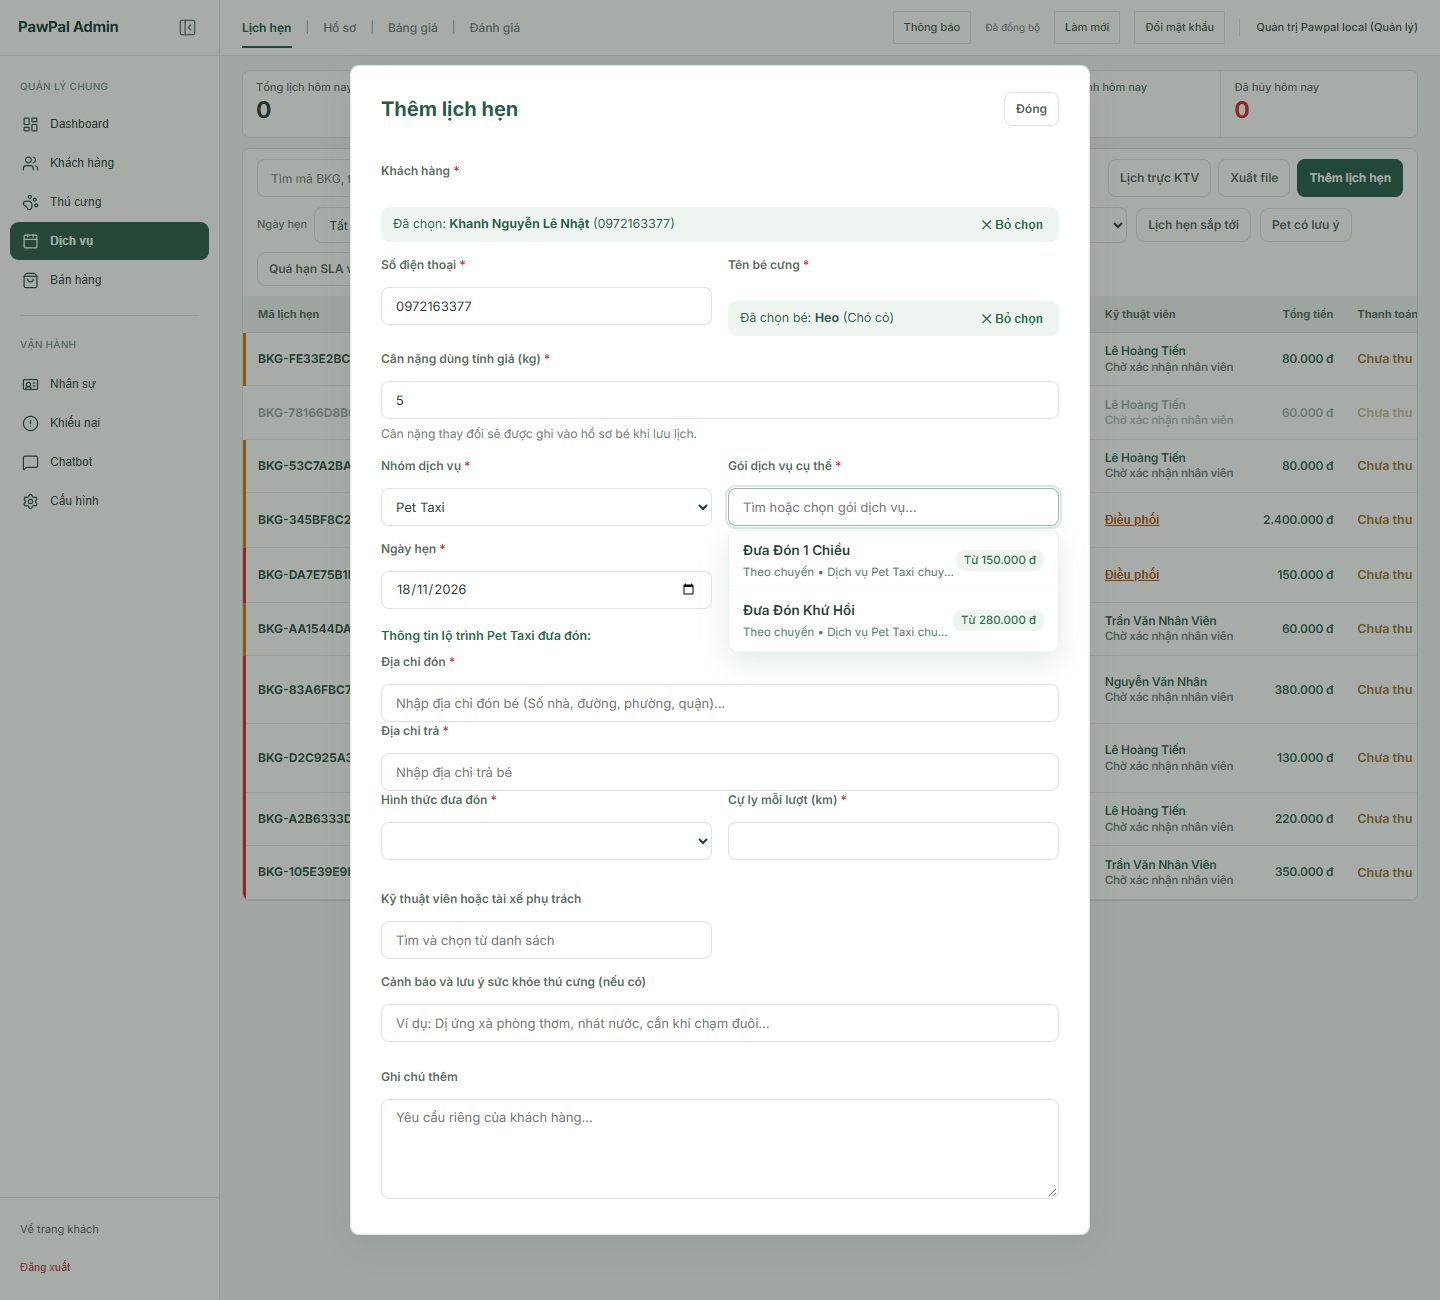 PawPal Admin
Lịch hẹn | Hồ sơ | Bảng giá | Đánh giá
Thông báo
Đã đồng bộ
Làm mới
Đổi mật khẩu
Quản trị Pawpal local (Quản lý)
QUẢN LÝ CHUNG
Dashboard
Khách hàng
Thú cưng
Dịch vụ
Bán hàng
VẬN HÀNH
Nhân sự
Khiếu nại
Chatbot
Cấu hình
Về trang khách
Đăng xuất
Tổng lịch hôm nay
0
nh hôm nay
Đã hủy hôm nay
0
Tìm mã BKG, t
Lịch trực KTV
Xuất file
Thêm lịch hẹn
Ngày hẹn
Tất
Lịch hẹn sắp tới
Pet có lưu ý
Quá hạn SLA v
Mã lịch hẹn
Kỹ thuật viên
Tổng tiền
Thanh toán
BKG-FE33E2BC
Lê Hoàng Tiến
Chờ xác nhận nhân viên
80.000 đ
Chưa thu
BKG-78166D8B
Lê Hoàng Tiến
Chờ xác nhận nhân viên
60.000 đ
Chưa thu
BKG-53C7A2BA
Lê Hoàng Tiến
Chờ xác nhận nhân viên
80.000 đ
Chưa thu
BKG-345BF8C2
Điều phối
2.400.000 đ
Chưa thu
BKG-DA7E75B1
Điều phối
150.000 đ
Chưa thu
BKG-AA1544DA
Trần Văn Nhân Viên
Chờ xác nhận nhân viên
60.000 đ
Chưa thu
BKG-83A6FBC7
Nguyễn Văn Nhân
Chờ xác nhận nhân viên
380.000 đ
Chưa thu
BKG-D2C925A3
Lê Hoàng Tiến
Chờ xác nhận nhân viên
130.000 đ
Chưa thu
BKG-A2B6333D
Lê Hoàng Tiến
Chờ xác nhận nhân viên
220.000 đ
Chưa thu
BKG-105E39E9
Trần Văn Nhân Viên
Chờ xác nhận nhân viên
350.000 đ
Chưa thu
Thêm lịch hẹn
Đóng
Khách hàng *
Đã chọn: Khanh Nguyễn Lê Nhật (0972163377)
Bỏ chọn
Số điện thoại *
0972163377
Tên bé cưng *
Đã chọn bé: Heo (Chó cỏ)
Bỏ chọn
Cân nặng dùng tính giá (kg) *
5
Cân nặng thay đổi sẽ được ghi vào hồ sơ bé khi lưu lịch.
Nhóm dịch vụ *
Pet Taxi
Gói dịch vụ cụ thể *
Tìm hoặc chọn gói dịch vụ...
Đưa Đón 1 Chiều
Theo chuyến • Dịch vụ Pet Taxi chuy...
Từ 150.000 đ
Đưa Đón Khứ Hồi
Theo chuyến • Dịch vụ Pet Taxi chu...
Từ 280.000 đ
Ngày hẹn *
18/11/2026
Thông tin lộ trình Pet Taxi đưa đón:
Địa chỉ đón *
Nhập địa chỉ đón bé (Số nhà, đường, phường, quận)...
Địa chỉ trả *
Nhập địa chỉ trả bé
Hình thức đưa đón *
Cự ly mỗi lượt (km) *
Kỹ thuật viên hoặc tài xế phụ trách
Tìm và chọn từ danh sách
Cảnh báo và lưu ý sức khỏe thú cưng (nếu có)
Ví dụ: Dị ứng xà phòng thơm, nhát nước, cắn khi chạm đuôi...
Ghi chú thêm
Yêu cầu riêng của khách hàng...